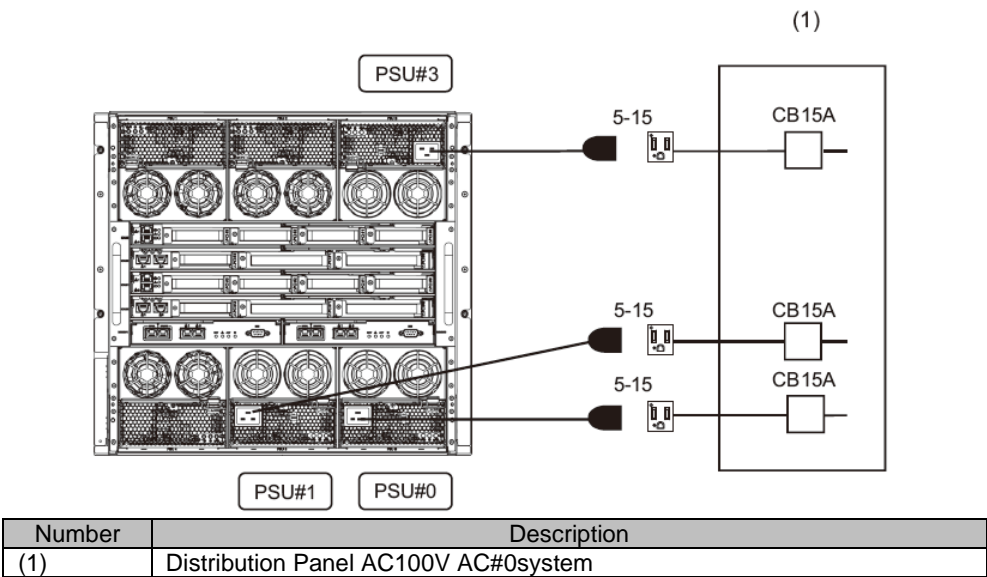 (1)
PSU#3
5-15
CB15A
5-15
CB15A
5-15
CB15A
PSU#1
PSU#0
Number Description
(1) Distribution Panel AC100V AC#0system